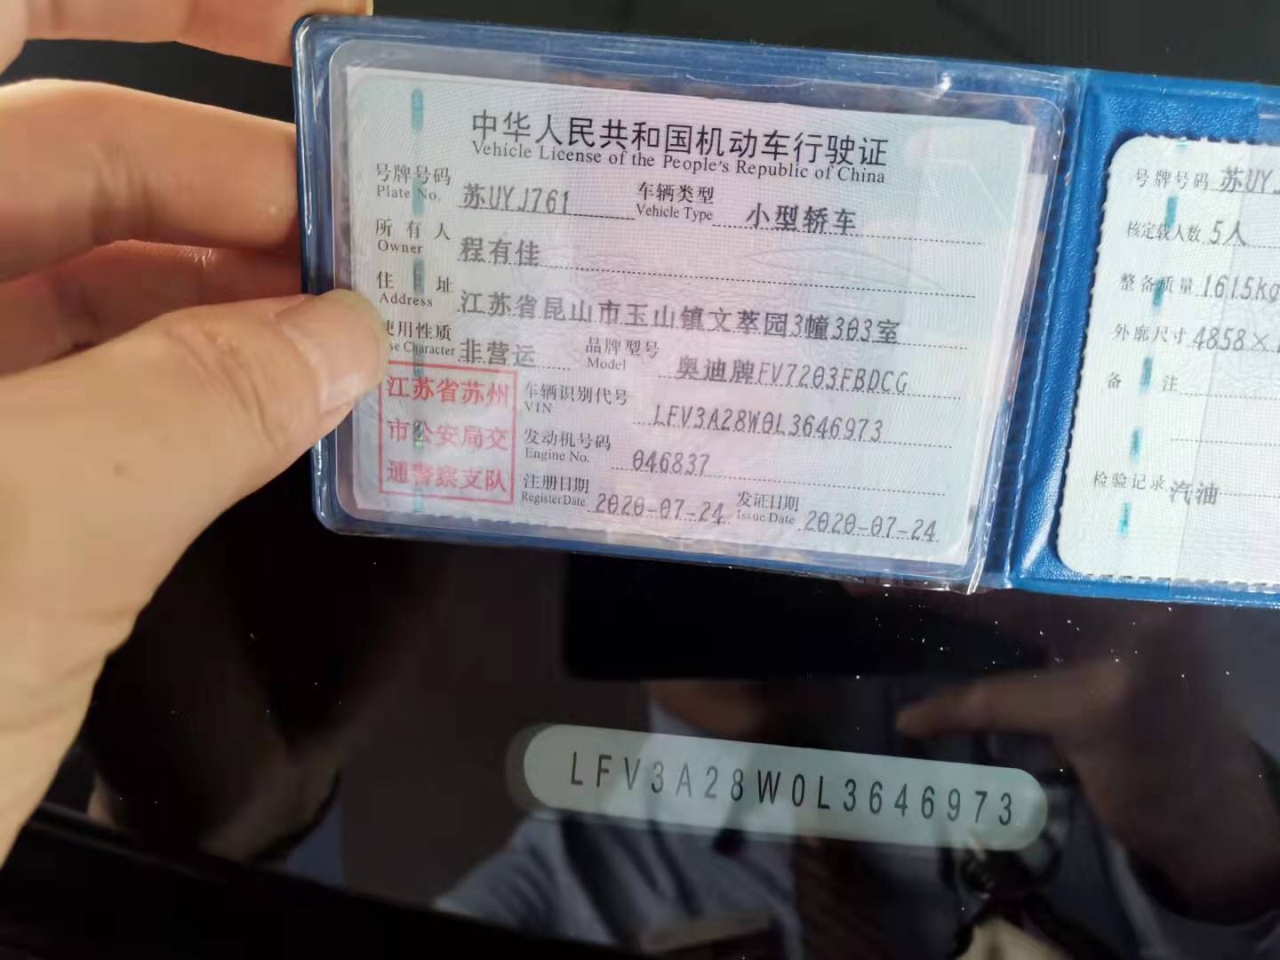 中华人民共和国机动车行驶证
Vehicle License of the People's Republic of China
号牌号码 苏UYJ761 车辆类型 小型轿车
Plate No. Vehicle Type
所有人 程有佳
Owner
住址 江苏省昆山市玉山镇文萃园3幢303室
Address
使用性质 非营运 品牌型号 奥迪牌FV7203FBDCG
Use Character Model
江苏省苏州
市公安局交
通警察支队
车辆识别代号 LFV3A28W0L3646973
VIN
发动机号码 046837
Engine No.
注册日期 2020-07-24 发证日期 2020-07-24
Register Date Issue Date
号牌号码 苏UYJ
核定载人数 5人
整备质量 1615kg
外廓尺寸 4858×
备注
检验记录 汽油
LFV3A28W0L3646973